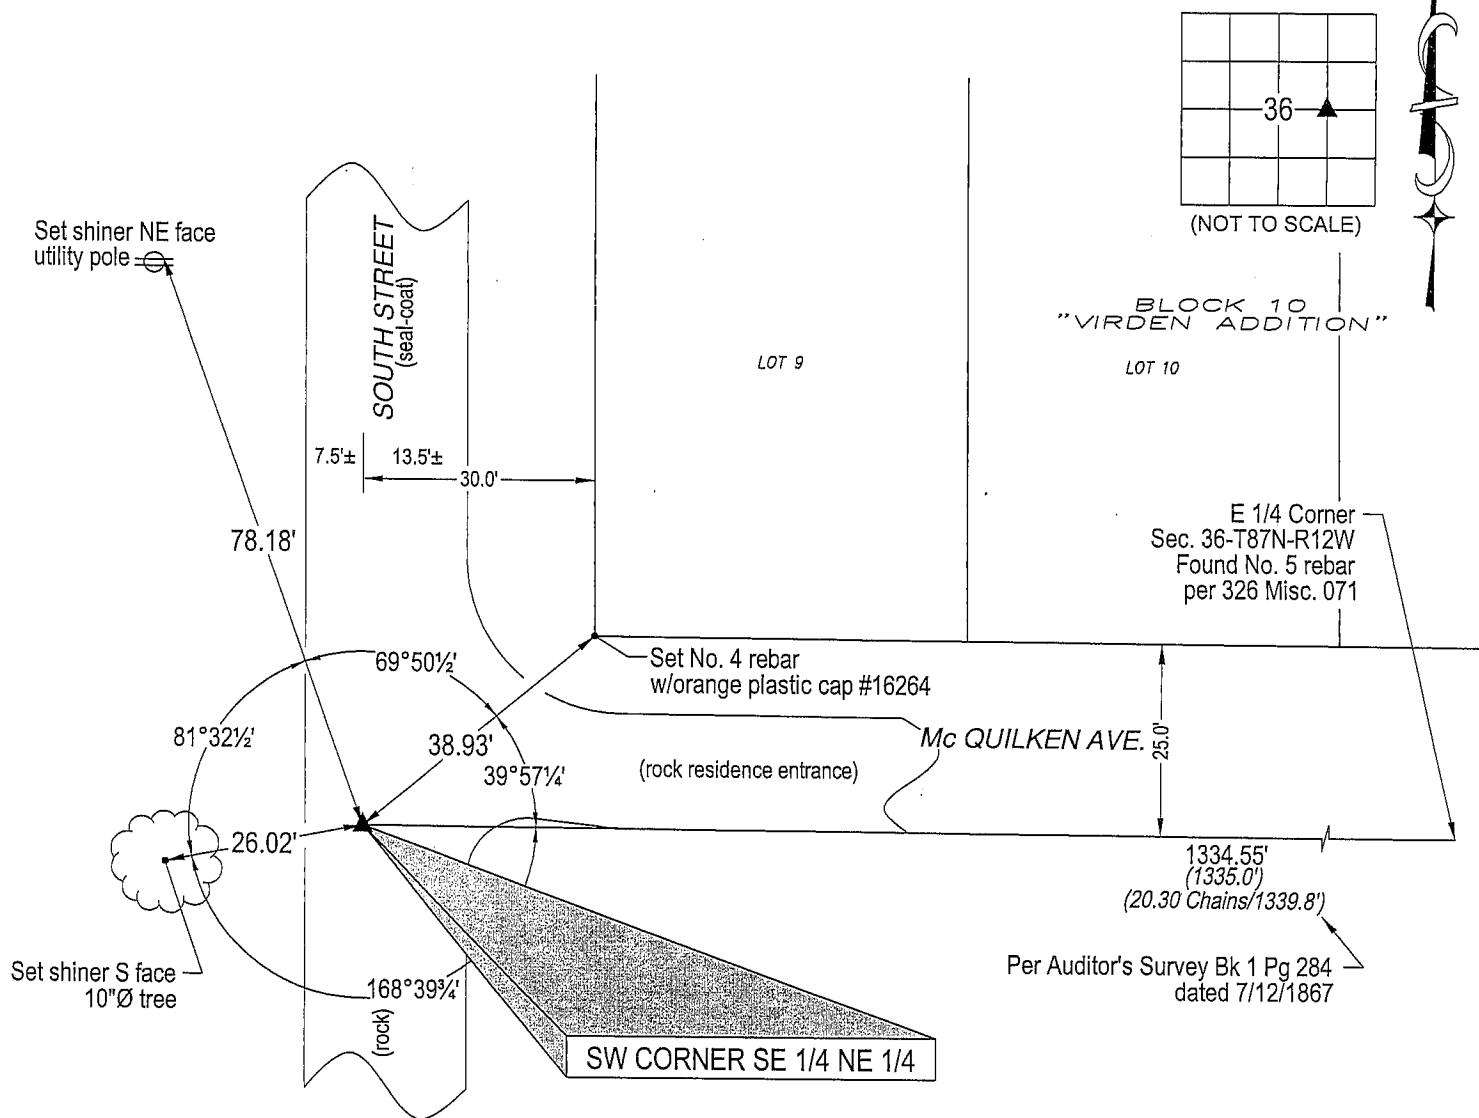 36
(NOT TO SCALE)
Set shiner NE face
utility pole
SOUTH STREET
(seal-coat)
BLOCK 10
"VIRDEN ADDITION"
LOT 9
LOT 10
7.5'±
13.5'±
30.0'
78.18'
E 1/4 Corner
Sec. 36-T87N-R12W
Found No. 5 rebar
per 326 Misc. 071
69°50½'
Set No. 4 rebar
w/orange plastic cap #16264
81°32½'
38.93'
39°57¼'
Mc QUILKEN AVE.
25.0'
(rock residence entrance)
26.02'
1334.55'
(1335.0')
(20.30 Chains/1339.8')
Set shiner S face
10"Ø tree
168°39¾'
(rock)
Per Auditor's Survey Bk 1 Pg 284
dated 7/12/1867
SW CORNER SE 1/4 NE 1/4